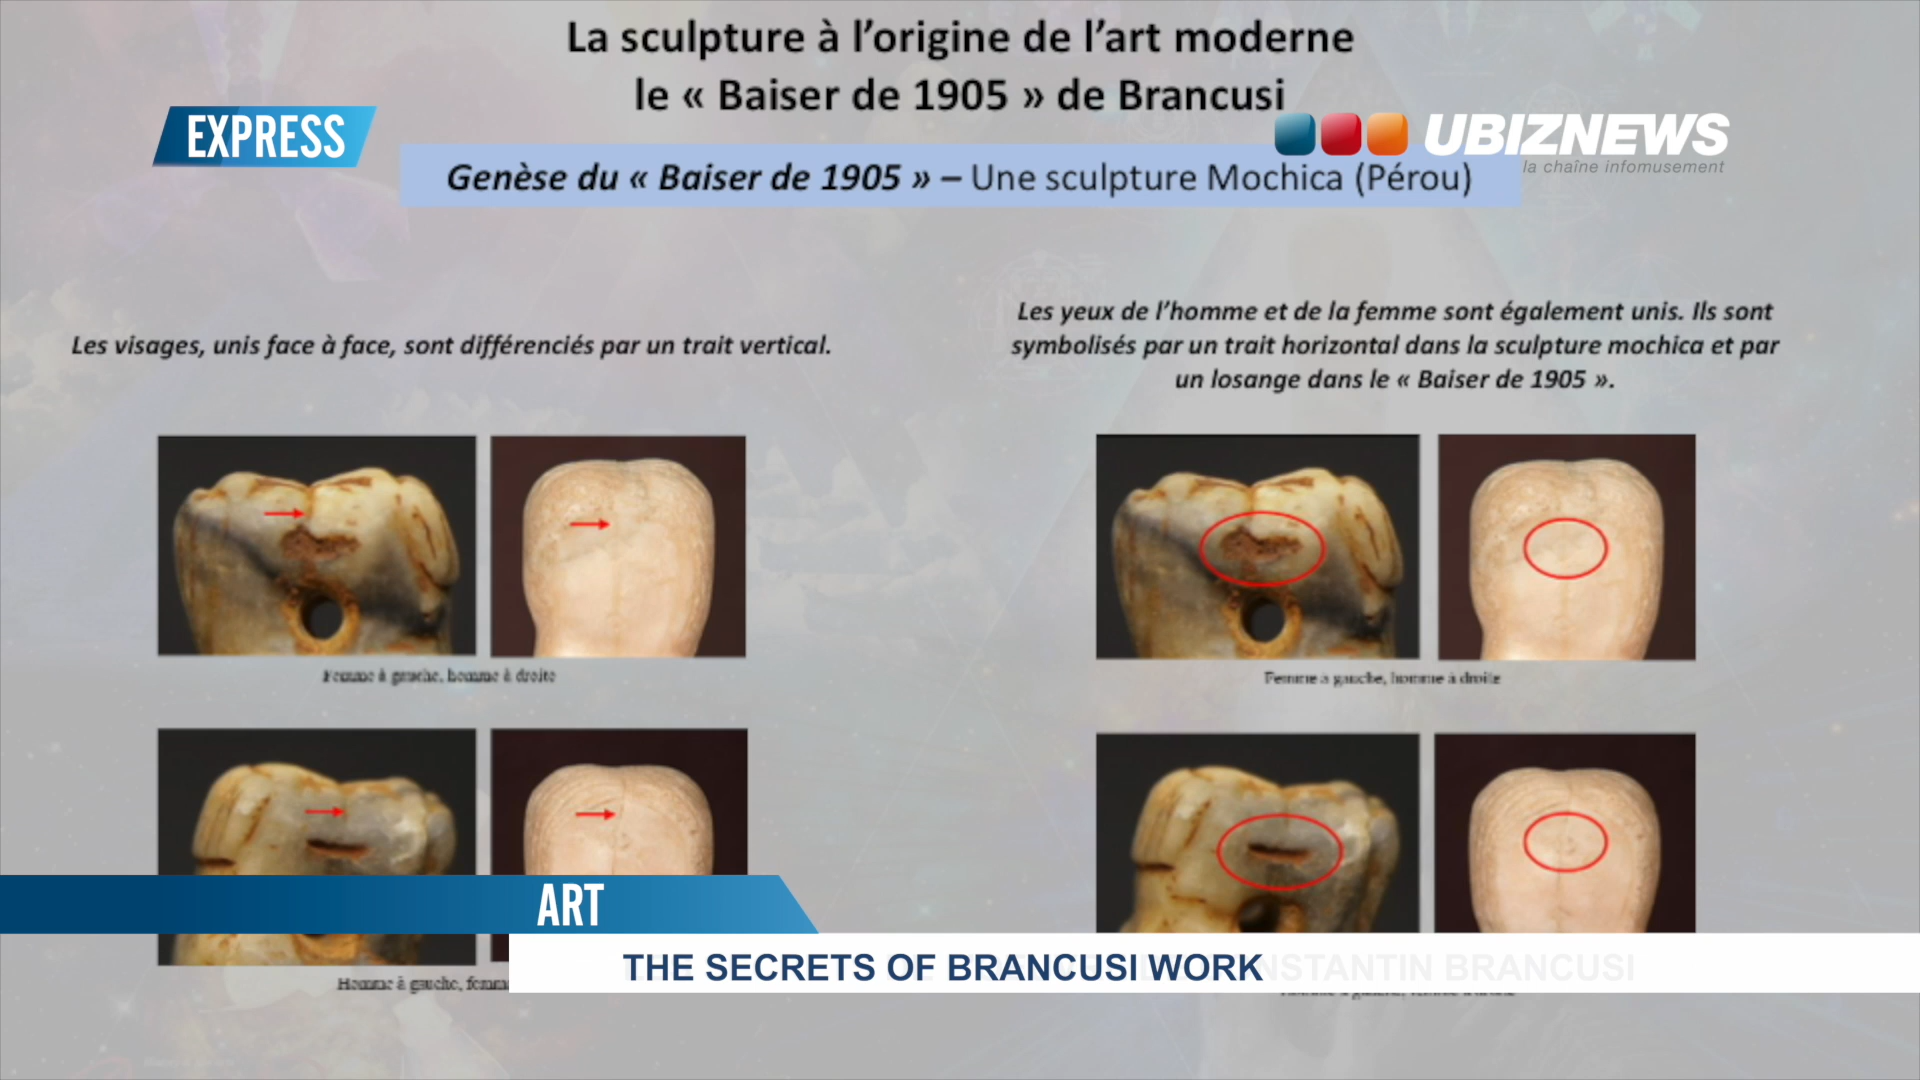 La sculpture à l'origine de l'art moderne
le « Baiser de 1905 » de Brancusi
EXPRESS
UBIZNEWS
la chaîne infomusement
Genèse du « Baiser de 1905 » – Une sculpture Mochica (Pérou)
Les visages, unis face à face, sont différenciés par un trait vertical.
Les yeux de l'homme et de la femme sont également unis. Ils sont
symbolisés par un trait horizontal dans la sculpture mochica et par
un losange dans le « Baiser de 1905 ».
Femme à gauche, homme à droite
Femme à gauche, homme à droite
ART
THE SECRETS OF BRANCUSI WORK
NSTANTIN BRANCUSI
Homme à gauche,